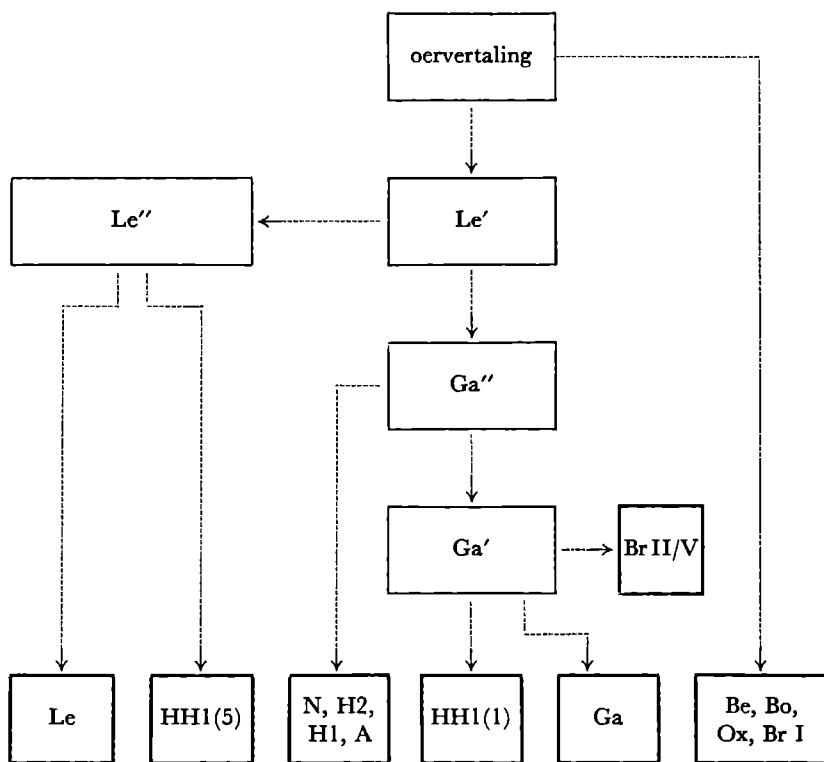 oervertaling
Le″
Le′
Ga″
Ga′
Br II/V
Le
HH1(5)
N, H2,
H1, A
HH1(1)
Ga
Be, Bo,
Ox, Br I